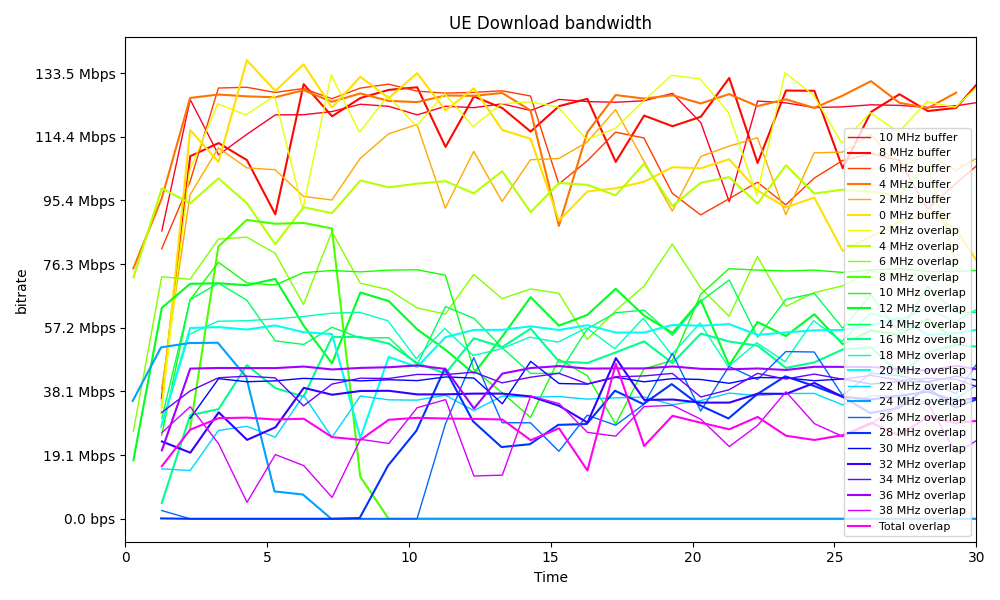 UE Download bandwidth
133.5 Mbps
114.4 Mbps
95.4 Mbps
76.3 Mbps
57.2 Mbps
38.1 Mbps
19.1 Mbps
0.0 bps
bitrate
0 5 10 15 20 25 30
Time
10 MHz buffer
8 MHz buffer
6 MHz buffer
4 MHz buffer
2 MHz buffer
0 MHz buffer
2 MHz overlap
4 MHz overlap
6 MHz overlap
8 MHz overlap
10 MHz overlap
12 MHz overlap
14 MHz overlap
16 MHz overlap
18 MHz overlap
20 MHz overlap
22 MHz overlap
24 MHz overlap
26 MHz overlap
28 MHz overlap
30 MHz overlap
32 MHz overlap
34 MHz overlap
36 MHz overlap
38 MHz overlap
Total overlap